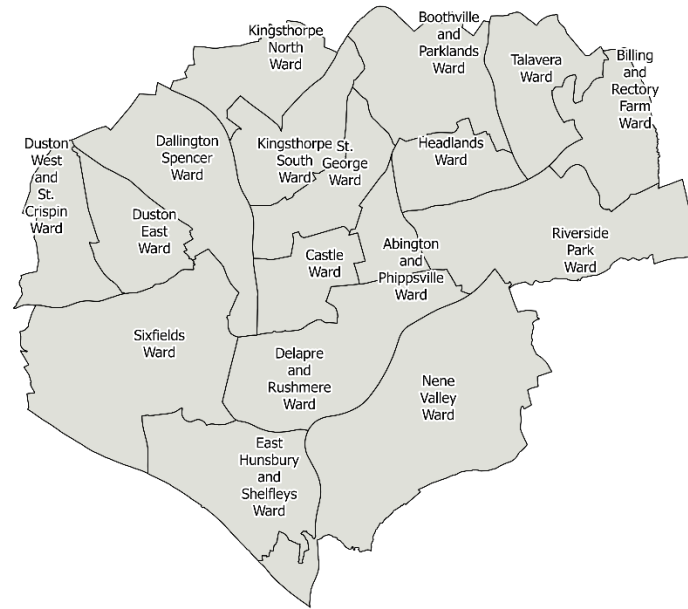 Kingsthorpe
North
Ward
Boothville
and
Parklands
Ward
Talavera
Ward
Billing
and
Rectory
Farm
Ward
Duston
West
and
St.
Crispin
Ward
Dallington
Spencer
Ward
Kingsthorpe
South
Ward
St.
George
Ward
Headlands
Ward
Duston
East
Ward
Castle
Ward
Abington
and
Phippsville
Ward
Riverside
Park
Ward
Sixfields
Ward
Delapre
and
Rushmere
Ward
Nene
Valley
Ward
East
Hunsbury
and
Shelfleys
Ward